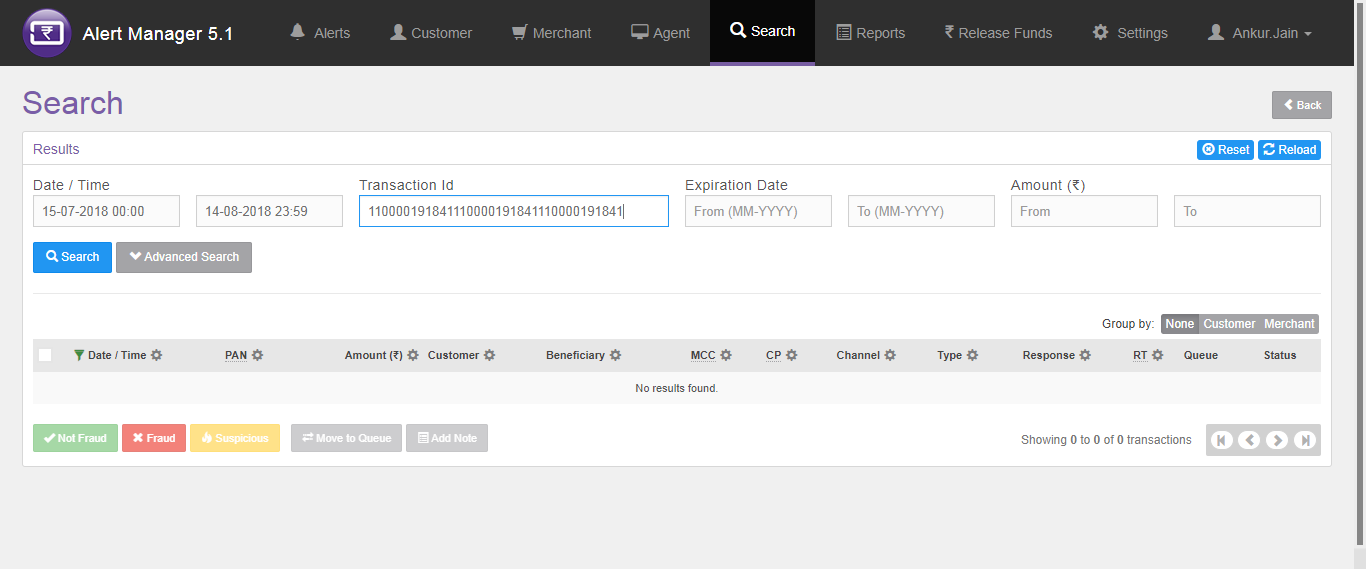 Alert Manager 5.1 Alerts Customer Merchant Agent Search Reports ₹ Release Funds Settings Ankur.Jain
Search
Back
Results
Reset Reload
Date / Time Transaction Id Expiration Date Amount (₹)
15-07-2018 00:00 14-08-2018 23:59 110000191841110000191841110000191841 From (MM-YYYY) To (MM-YYYY) From To
Search Advanced Search
Group by: None Customer Merchant
Date / Time PAN Amount (₹) Customer Beneficiary MCC CP Channel Type Response RT Queue Status
No results found.
Not Fraud Fraud Suspicious Move to Queue Add Note Showing 0 to 0 of 0 transactions